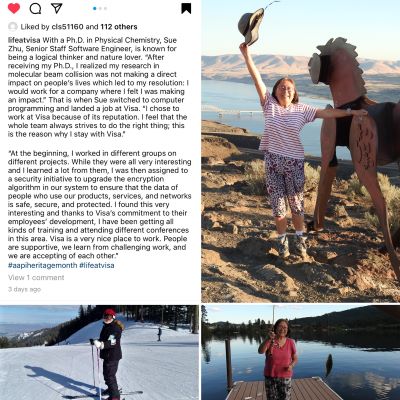 Liked by cls51160 and 112 others
lifeatvisa With a Ph.D. in Physical Chemistry, Sue
Zhu, Senior Staff Software Engineer, is known for
being a logical thinker and nature lover. “After
receiving my Ph.D., I realized my research in
molecular beam collision was not making a direct
impact on people’s lives which led to my resolution: I
would work for a company where I felt I was making
an impact.” That is when Sue switched to computer
programming and landed a job at Visa. “I chose to
work at Visa because of its reputation. I feel that the
whole team always strives to do the right thing; this
is the reason why I stay with Visa."
“At the beginning, I worked in different groups on
different projects. While they were all very interesting
and I learned a lot from them, I was then assigned to
a security initiative to upgrade the encryption
algorithm in our system to ensure that the data of
people who use our products, services, and networks
is safe, secure, and protected. I found this very
interesting and thanks to Visa’s commitment to their
employees’ development, I have been getting all
kinds of training and attending different conferences
in this area. Visa is a very nice place to work. People
are supportive, we learn from challenging work, and
we are accepting of each other.”
#aapiheritagemonth #lifeatvisa
View 1 comment
3 days ago